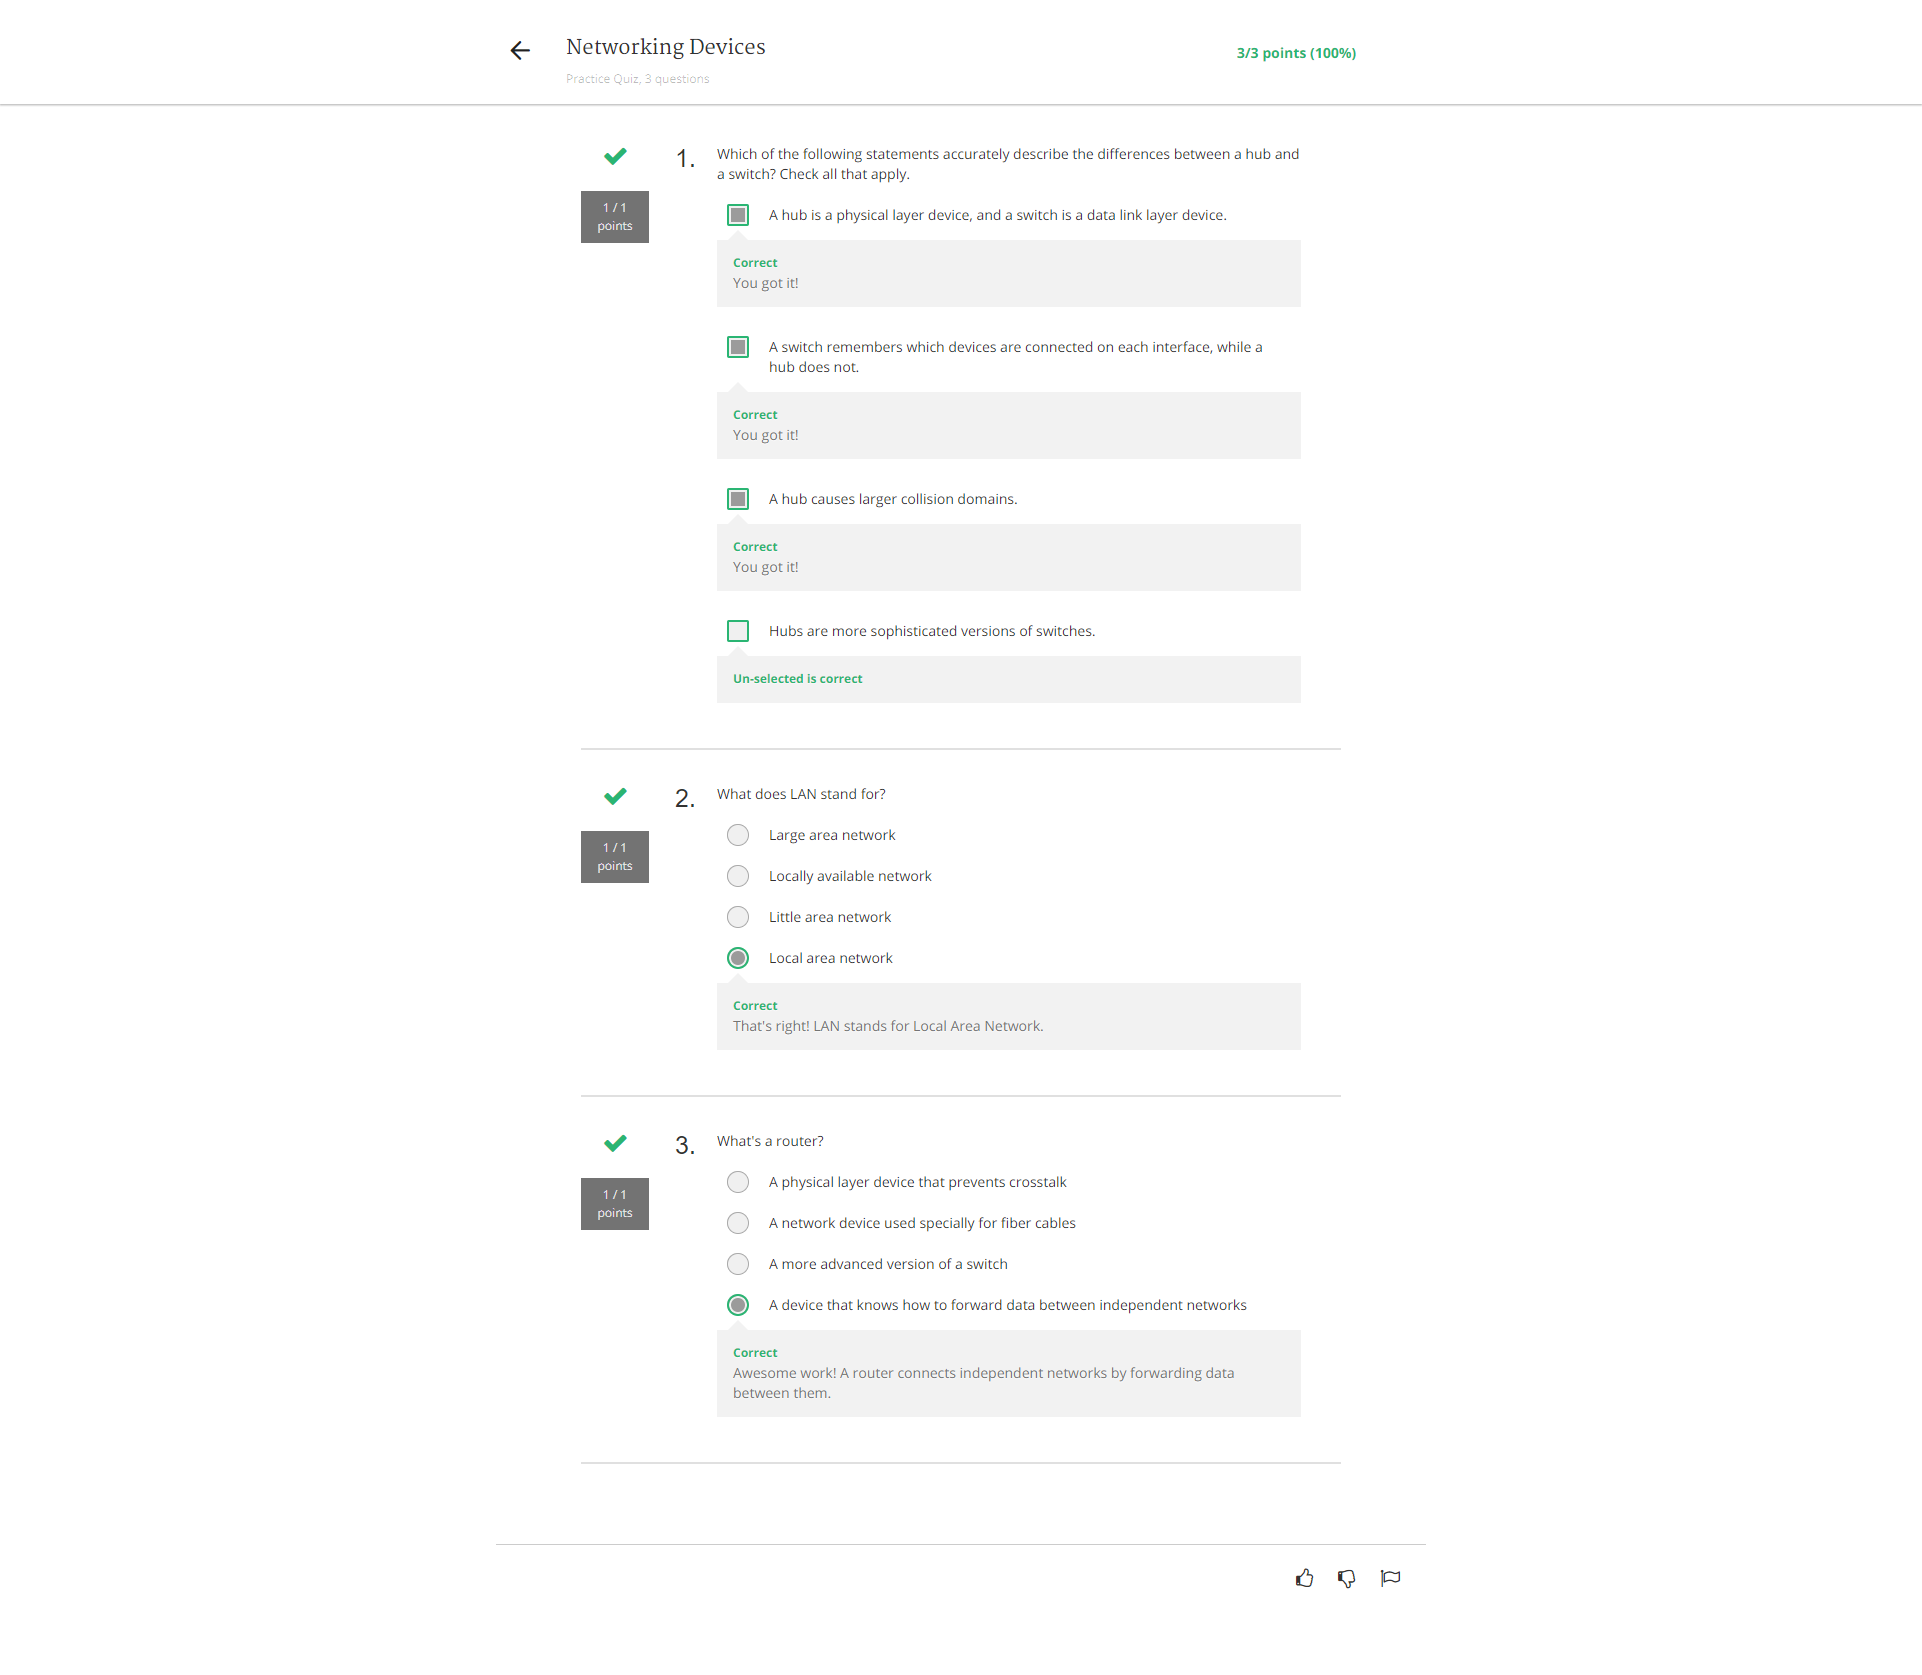 Networking Devices
3/3 points (100%)
Practice Quiz, 3 questions
1 / 1
points
1.
Which of the following statements accurately describe the differences between a hub and
a switch? Check all that apply.
A hub is a physical layer device, and a switch is a data link layer device.
Correct
You got it!
A switch remembers which devices are connected on each interface, while a
hub does not.
Correct
You got it!
A hub causes larger collision domains.
Correct
You got it!
Hubs are more sophisticated versions of switches.
Un-selected is correct
1 / 1
points
2.
What does LAN stand for?
Large area network
Locally available network
Little area network
Local area network
Correct
That's right! LAN stands for Local Area Network.
1 / 1
points
3.
What's a router?
A physical layer device that prevents crosstalk
A network device used specially for fiber cables
A more advanced version of a switch
A device that knows how to forward data between independent networks
Correct
Awesome work! A router connects independent networks by forwarding data
between them.